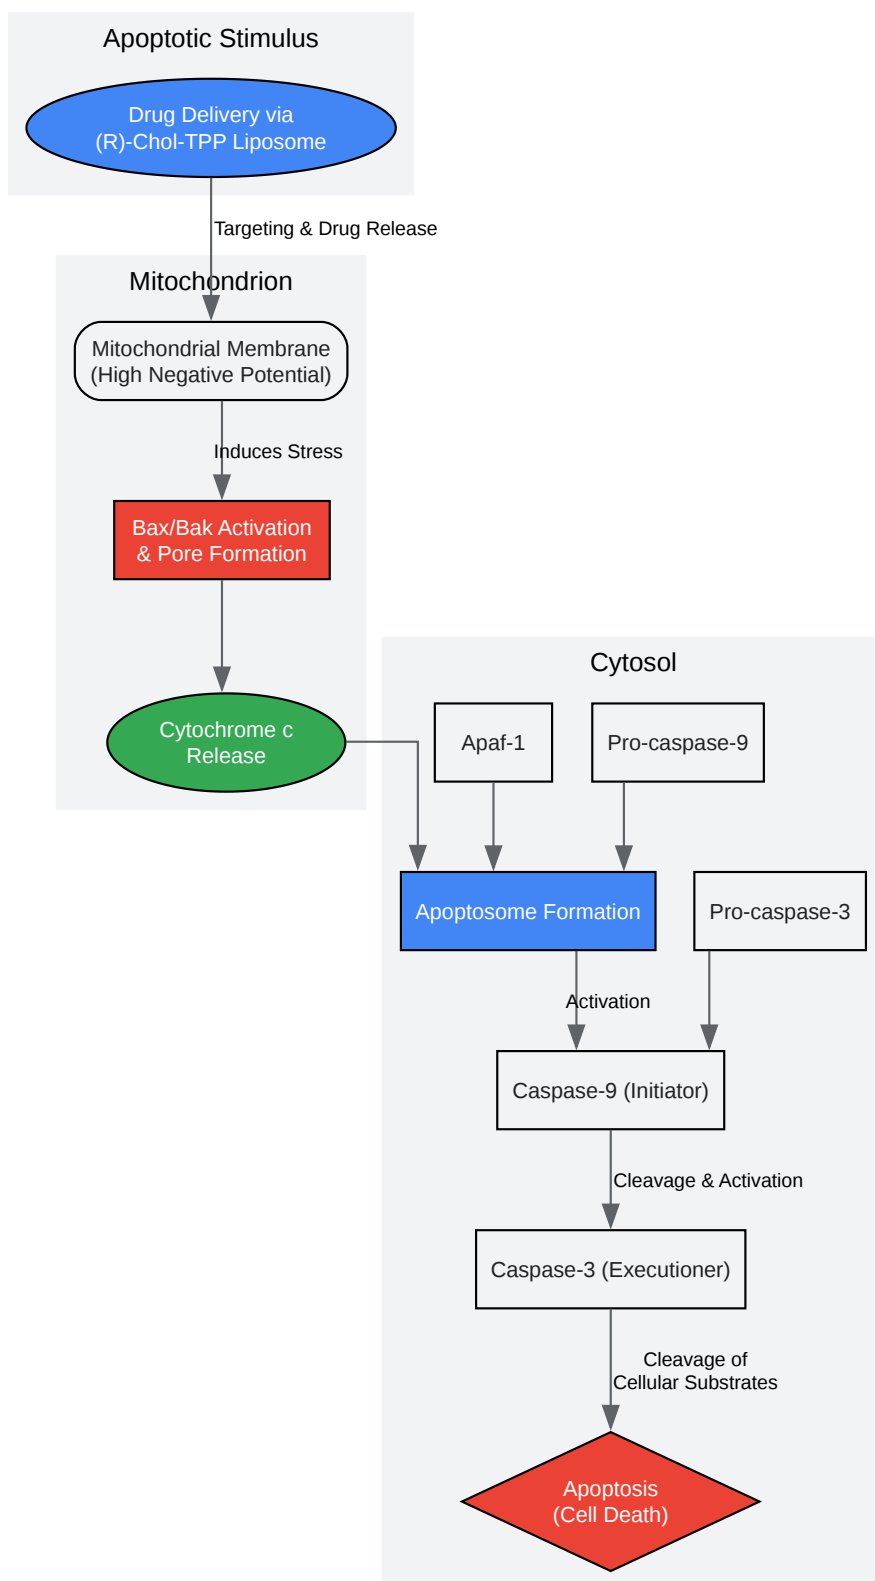 Apoptotic Stimulus
Drug Delivery via
(R)-Chol-TPP Liposome
Targeting & Drug Release
Mitochondrion
Mitochondrial Membrane
(High Negative Potential)
Induces Stress
Bax/Bak Activation
& Pore Formation
Cytochrome c
Release
Cytosol
Apaf-1
Pro-caspase-9
Apoptosome Formation
Pro-caspase-3
Activation
Caspase-9 (Initiator)
Cleavage & Activation
Caspase-3 (Executioner)
Cleavage of
Cellular Substrates
Apoptosis
(Cell Death)